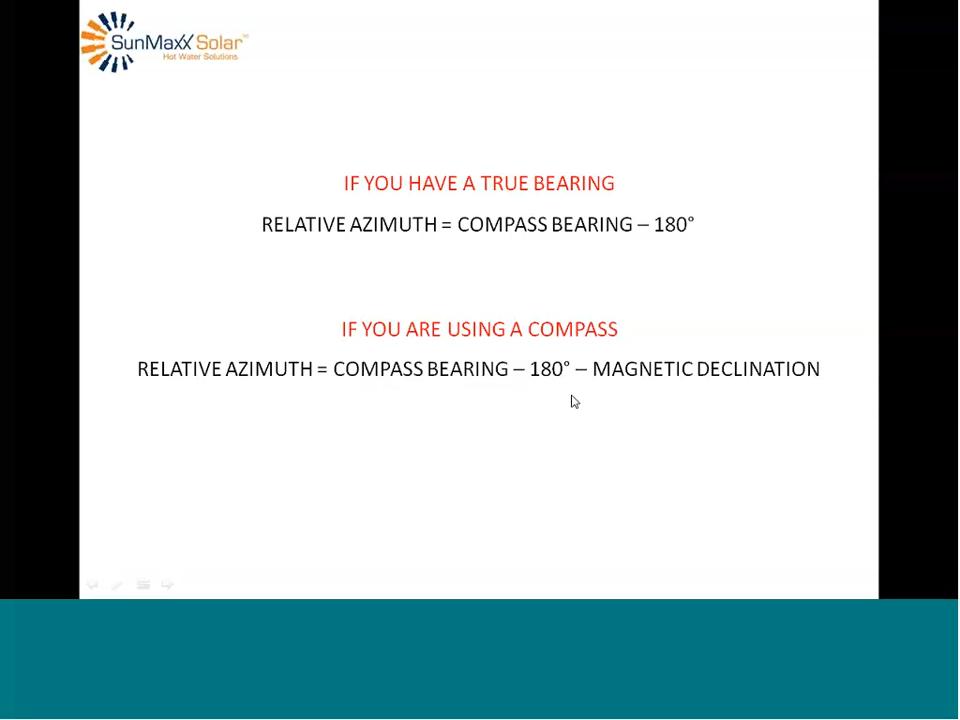 SunMaxx Solar™
Hot Water Solutions
IF YOU HAVE A TRUE BEARING
RELATIVE AZIMUTH = COMPASS BEARING – 180°
IF YOU ARE USING A COMPASS
RELATIVE AZIMUTH = COMPASS BEARING – 180° – MAGNETIC DECLINATION